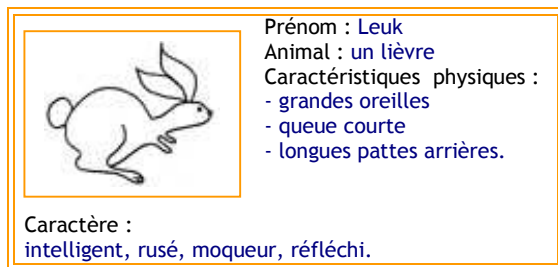 Prénom : Leuk
Animal : un lièvre
Caractéristiques physiques :
- grandes oreilles
- queue courte
- longues pattes arrières.
Caractère :
intelligent, rusé, moqueur, réfléchi.